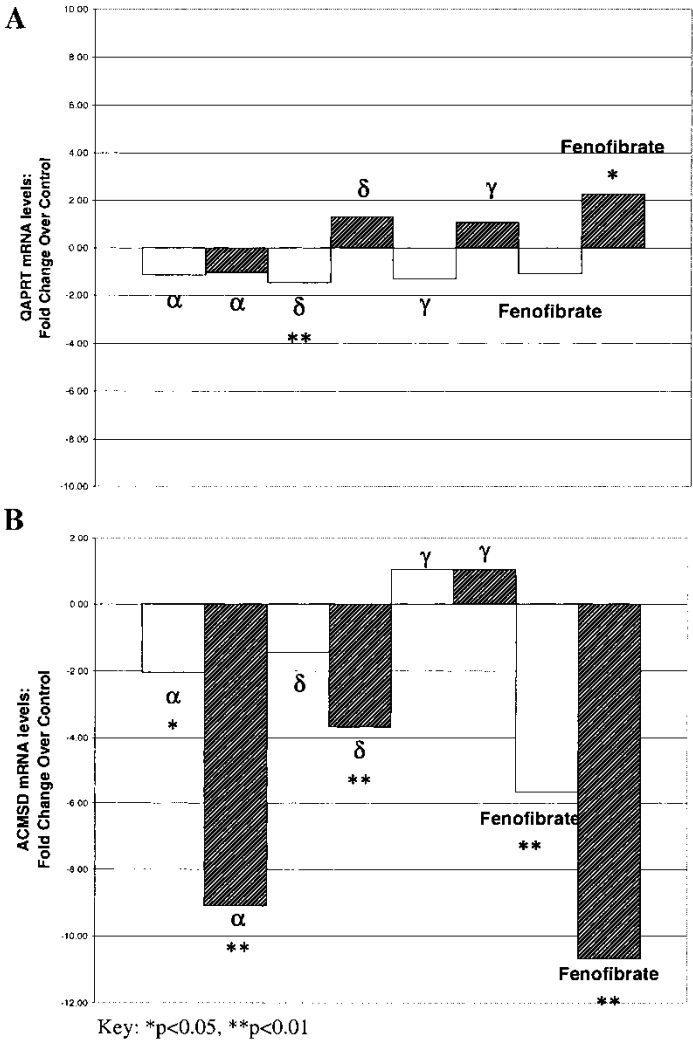 A
10.00
8.00
6.00
4.00
2.00
0.00
-2.00
-4.00
-6.00
-8.00
-10.00
QAPRT mRNA levels:
Fold Change Over Control
α
α
δ
**
δ
γ
γ
Fenofibrate
Fenofibrate
*
B
2.00
0.00
-2.00
-4.00
-6.00
-8.00
-10.00
-12.00
ACMSD mRNA levels:
Fold Change Over Control
α
*
α
**
δ
δ
**
γ
γ
Fenofibrate
**
Fenofibrate
**
Key: *p<0.05, **p<0.01